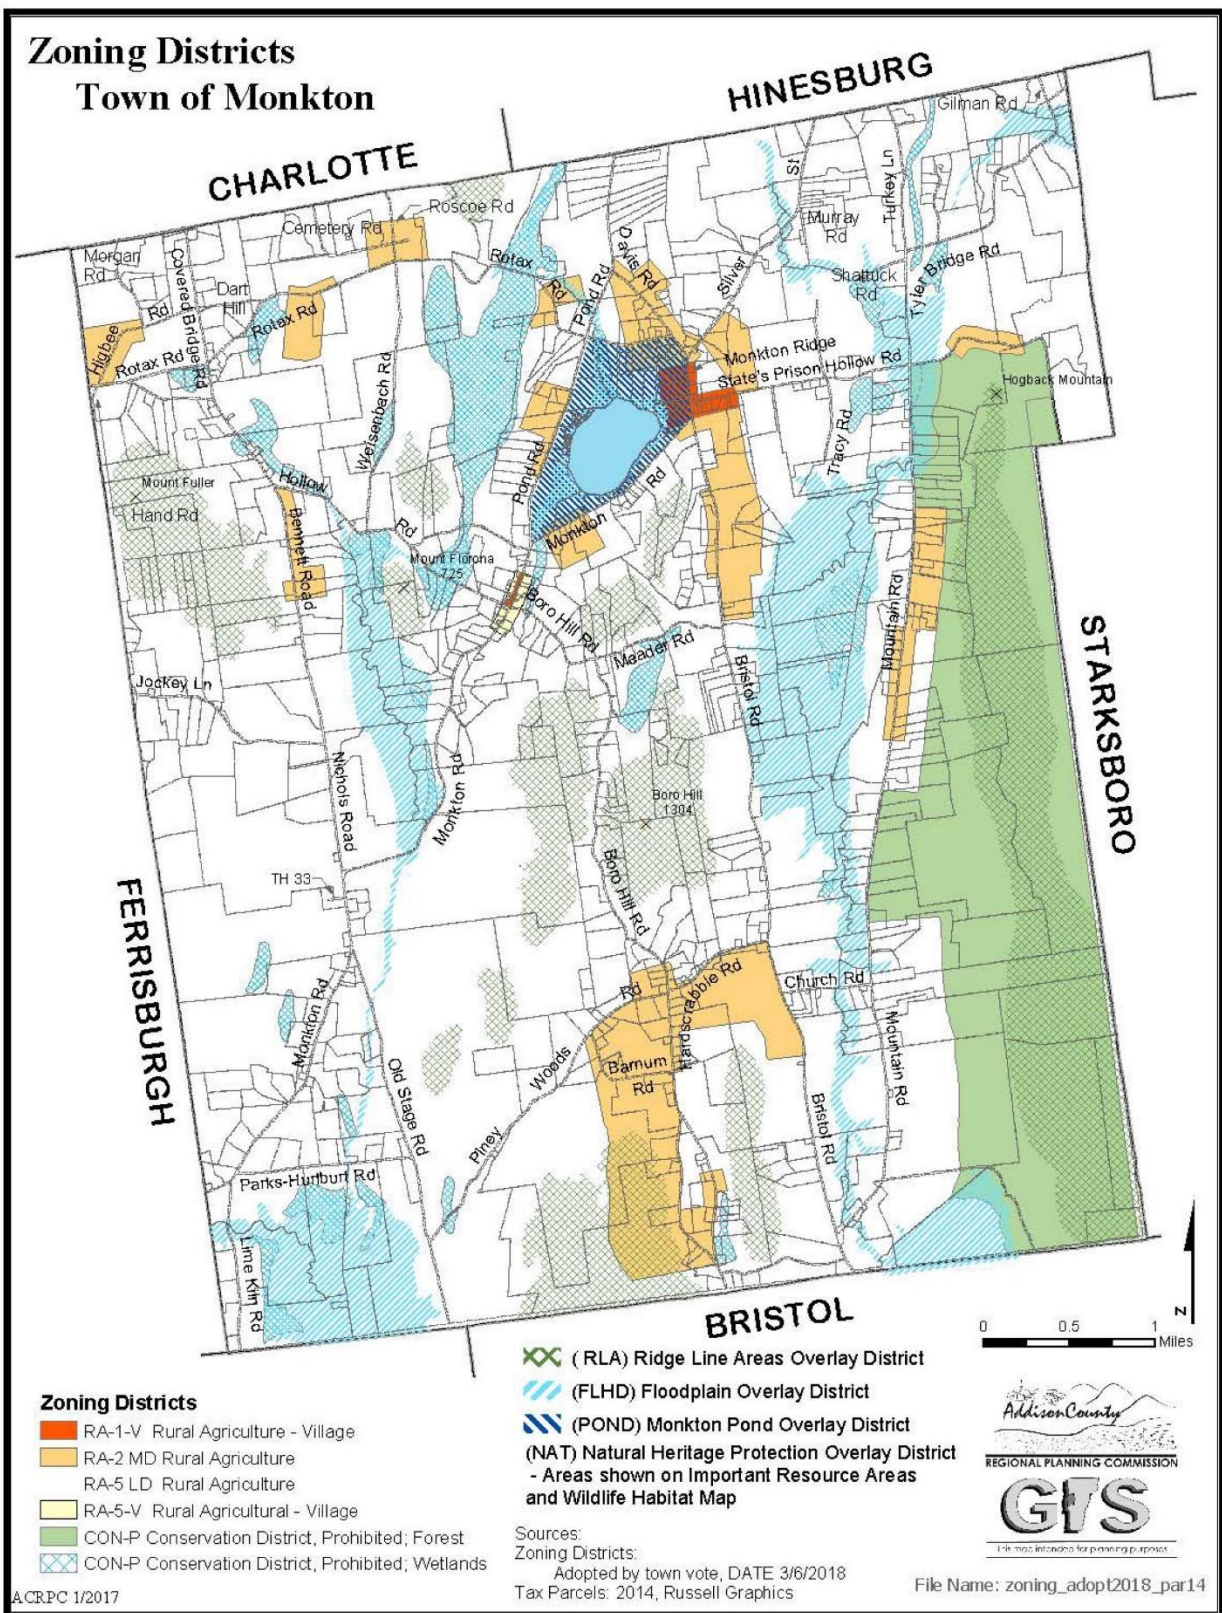 Zoning Districts
Town of Monkton
HINESBURG
CHARLOTTE
Gilman Rd
Roscoe Rd
Cemetery Rd
Morgan
Rd
Covered Bridge Rd
Dart
Hill
Rd
Rotax Rd
Higbee
Rotax Rd
Rotax
Rd
Pond Rd
Davis Rd
Silver
St
Murray
Rd
Turkey Ln
Shattuck
Rd
Tyler Bridge Rd
Monkton Ridge
State's Prison Hollow Rd
Hogback Mountain
Weisenbach Rd
Tracy Rd
Pond Rd
Hollow
Rd
Mount Fuller
Hand Rd
Bennett Road
Monkton
Rd
Mount Florona
725
Boro Hill Rd
Meader Rd
Mountain Rd
Bristol Rd
Jockey Ln
STARKSBORO
Nichols Road
Monkton Rd
Boro Hill
1304
Boro Hill Rd
TH 33
FERRISBURGH
Monkton Rd
Rd
Hardscrabble Rd
Church Rd
Woods
Barnum
Rd
Mountain Rd
Old Stage Rd
Piney
Bristol Rd
Parks-Hurlburt Rd
Lime Kiln Rd
BRISTOL
N
0 0.5 1
Miles
(RLA) Ridge Line Areas Overlay District
(FLHD) Floodplain Overlay District
(POND) Monkton Pond Overlay District
(NAT) Natural Heritage Protection Overlay District
- Areas shown on Important Resource Areas
and Wildlife Habitat Map
Zoning Districts
RA-1-V Rural Agriculture - Village
RA-2 MD Rural Agriculture
RA-5 LD Rural Agriculture
RA-5-V Rural Agricultural - Village
CON-P Conservation District, Prohibited; Forest
CON-P Conservation District, Prohibited; Wetlands
Sources:
Zoning Districts:
Adopted by town vote, DATE 3/6/2018
Tax Parcels: 2014, Russell Graphics
Addison County
REGIONAL PLANNING COMMISSION
GIS
This map intended for planning purposes
File Name: zoning_adopt2018_par14
ACRPC 1/2017